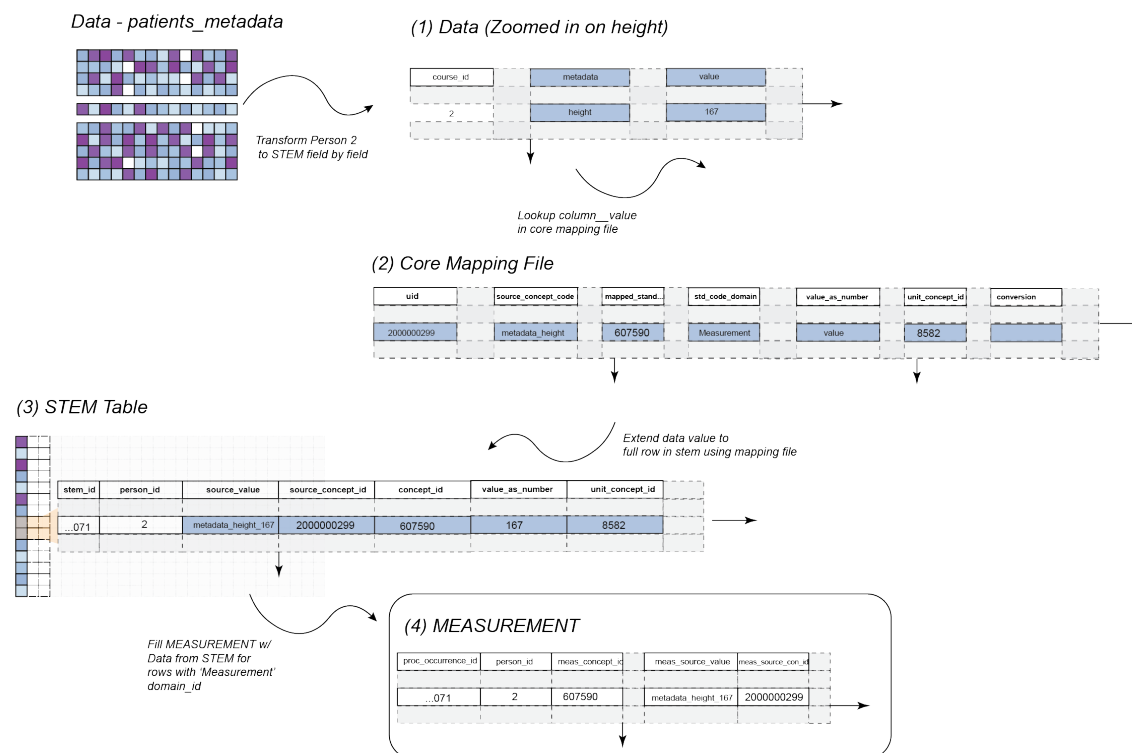 Data - patients_metadata
(1) Data (Zoomed in on height)
course_id metadata value
2 height 167
Transform Person 2
to STEM field by field
Lookup column__value
in core mapping file
(2) Core Mapping File
uid source_concept_code mapped_stand... std_code_domain value_as_number unit_concept_id conversion
2000000299 metadata_height 607590 Measurement value 8582
(3) STEM Table
Extend data value to
full row in stem using mapping file
stem_id person_id source_value source_concept_id concept_id value_as_number unit_concept_id
...071 2 metadata_height_167 2000000299 607590 167 8582
Fill MEASUREMENT w/
Data from STEM for
rows with ‘Measurement’
domain_id
(4) MEASUREMENT
proc_occurrence_id person_id meas_concept_id meas_source_value meas_source_con_id
...071 2 607590 metadata_height_167 2000000299